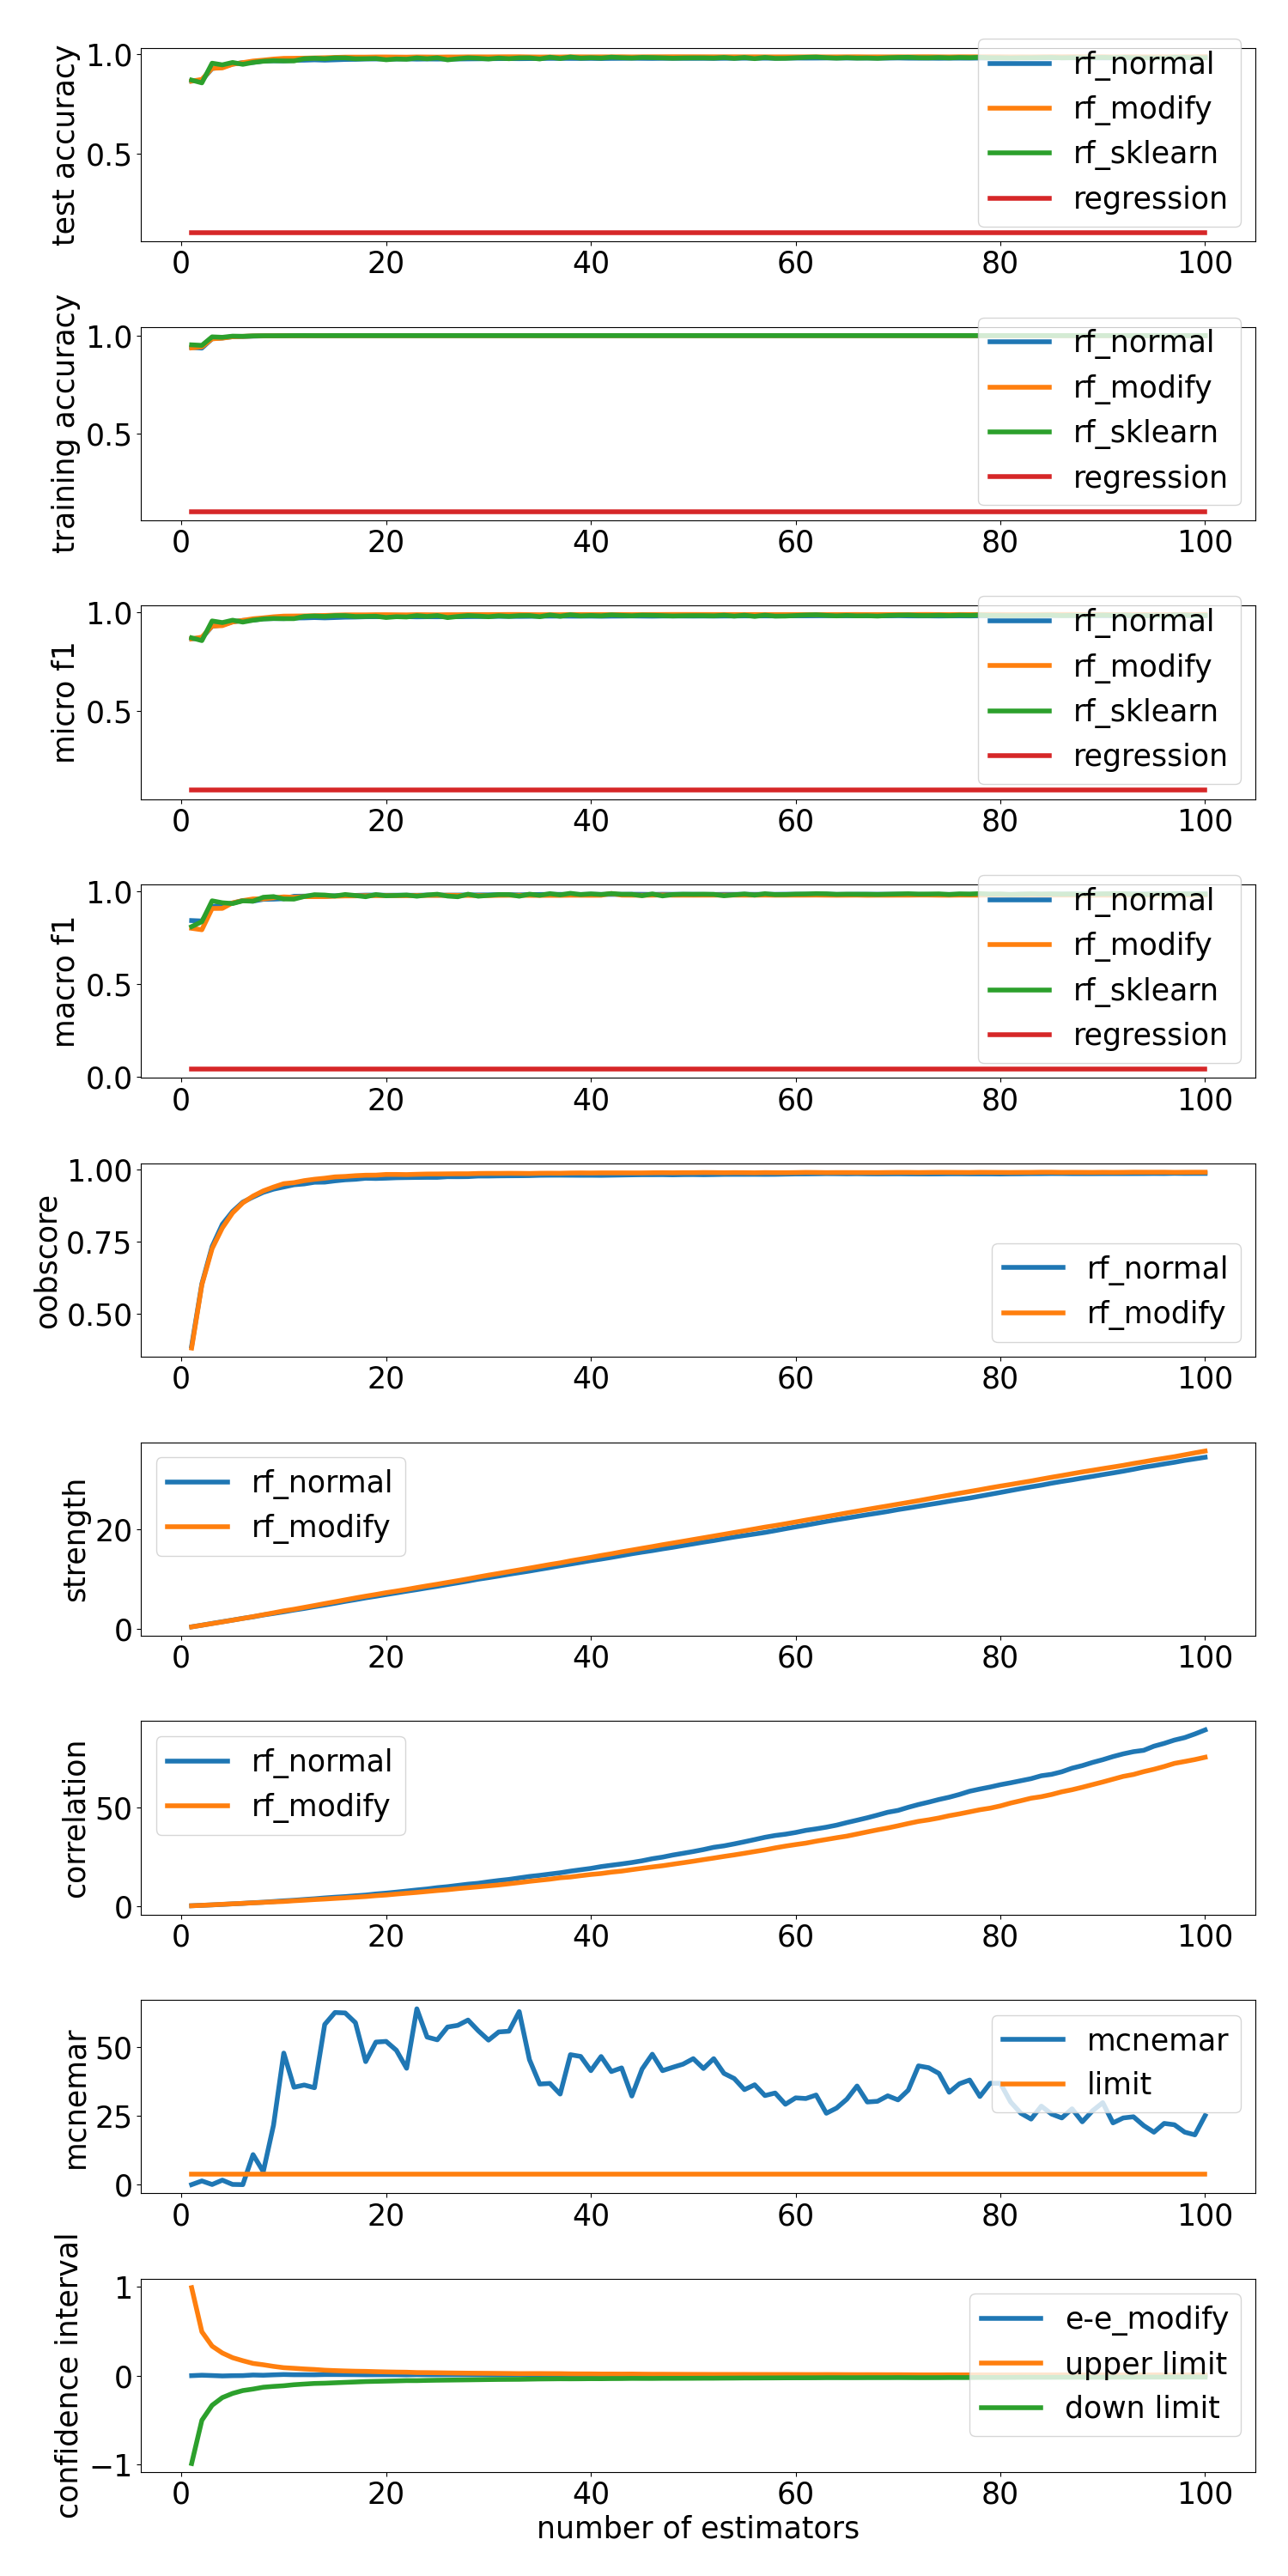 test accuracy
1.0
0.5
rf_normal
rf_modify
rf_sklearn
regression
0 20 40 60 80 100
training accuracy
1.0
0.5
rf_normal
rf_modify
rf_sklearn
regression
0 20 40 60 80 100
micro f1
1.0
0.5
rf_normal
rf_modify
rf_sklearn
regression
0 20 40 60 80 100
macro f1
1.0
0.5
0.0
rf_normal
rf_modify
rf_sklearn
regression
0 20 40 60 80 100
oobscore
1.00
0.75
0.50
rf_normal
rf_modify
0 20 40 60 80 100
strength
20
0
rf_normal
rf_modify
0 20 40 60 80 100
correlation
50
0
rf_normal
rf_modify
0 20 40 60 80 100
mcnemar
50
25
0
mcnemar
limit
0 20 40 60 80 100
confidence interval
1
0
−1
e-e_modify
upper limit
down limit
0 20 40 60 80 100
number of estimators